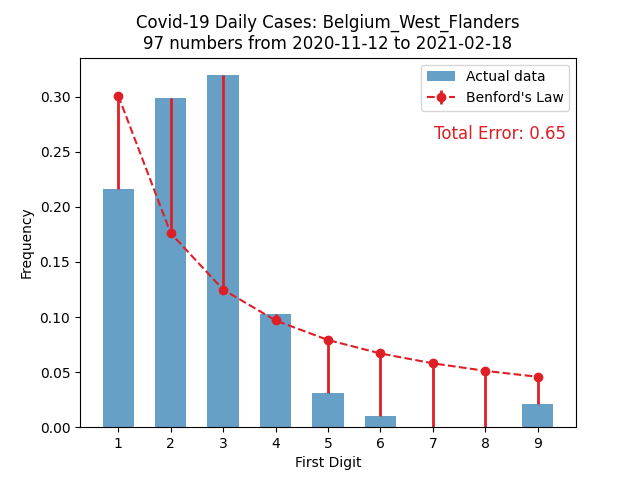 Covid-19 Daily Cases: Belgium_West_Flanders
97 numbers from 2020-11-12 to 2021-02-18
Actual data
Benford's Law
Total Error: 0.65
Frequency
0.30
0.25
0.20
0.15
0.10
0.05
0.00
1 2 3 4 5 6 7 8 9
First Digit